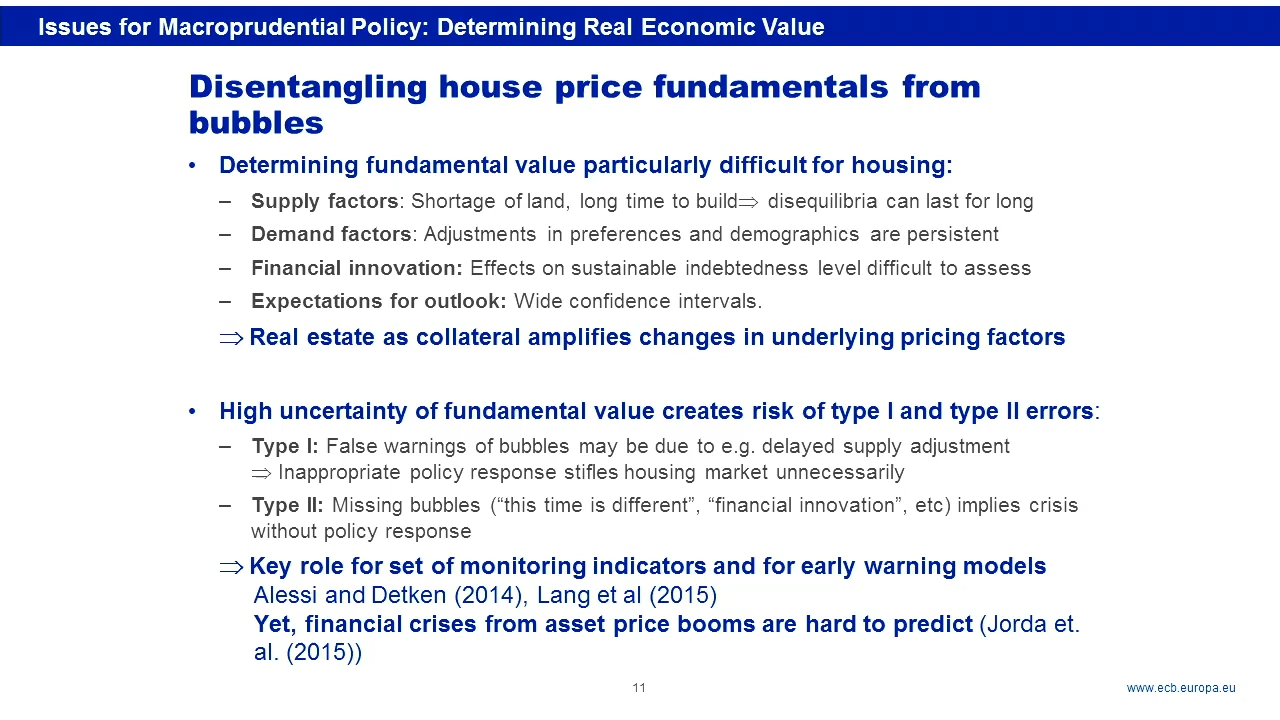 Issues for Macroprudential Policy: Determining Real Economic Value
Disentangling house price fundamentals from
bubbles
• Determining fundamental value particularly difficult for housing:
– Supply factors: Shortage of land, long time to build⇒ disequilibria can last for long
– Demand factors: Adjustments in preferences and demographics are persistent
– Financial innovation: Effects on sustainable indebtedness level difficult to assess
– Expectations for outlook: Wide confidence intervals.
⇒ Real estate as collateral amplifies changes in underlying pricing factors
• High uncertainty of fundamental value creates risk of type I and type II errors:
– Type I: False warnings of bubbles may be due to e.g. delayed supply adjustment
⇒ Inappropriate policy response stifles housing market unnecessarily
– Type II: Missing bubbles (“this time is different”, “financial innovation”, etc) implies crisis
without policy response
⇒ Key role for set of monitoring indicators and for early warning models
Alessi and Detken (2014), Lang et al (2015)
Yet, financial crises from asset price booms are hard to predict (Jorda et.
al. (2015))
11
www.ecb.europa.eu